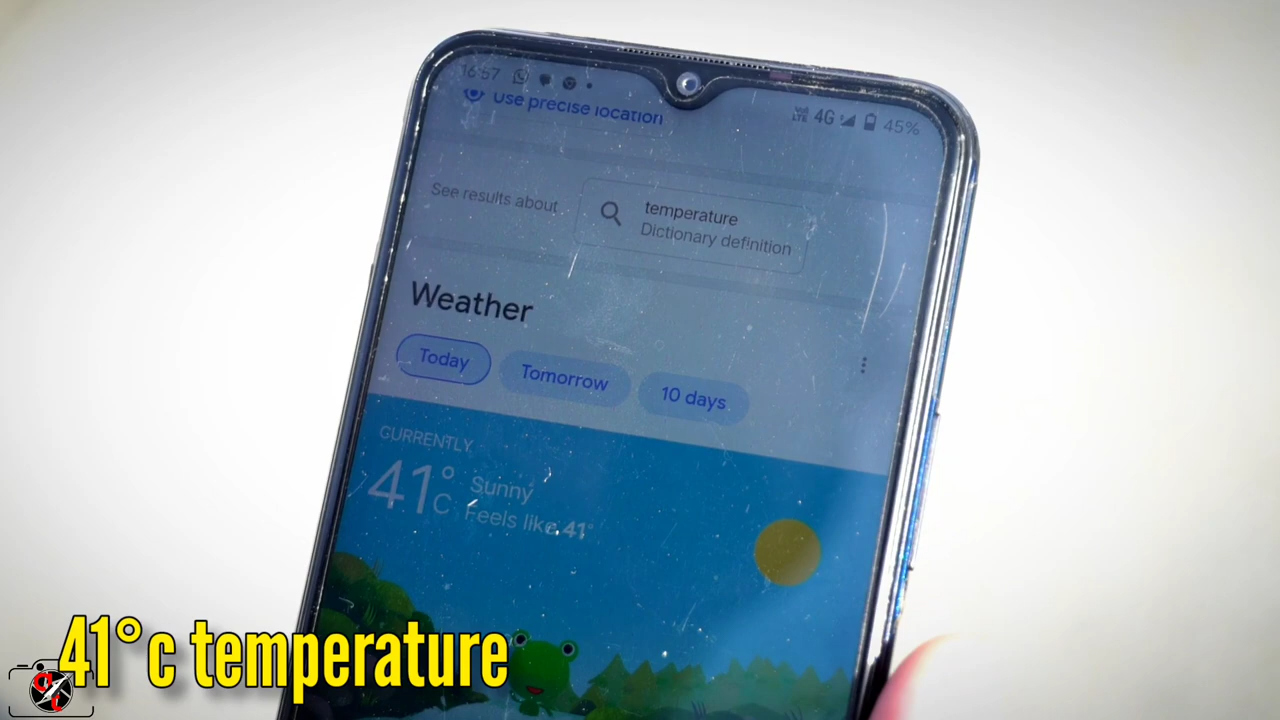 16:57
4G 45%
Use precise location
See results about
temperature
Dictionary definition
Weather
Today
Tomorrow
10 days
CURRENTLY
41°C
Sunny
Feels like 41°
41°c temperature